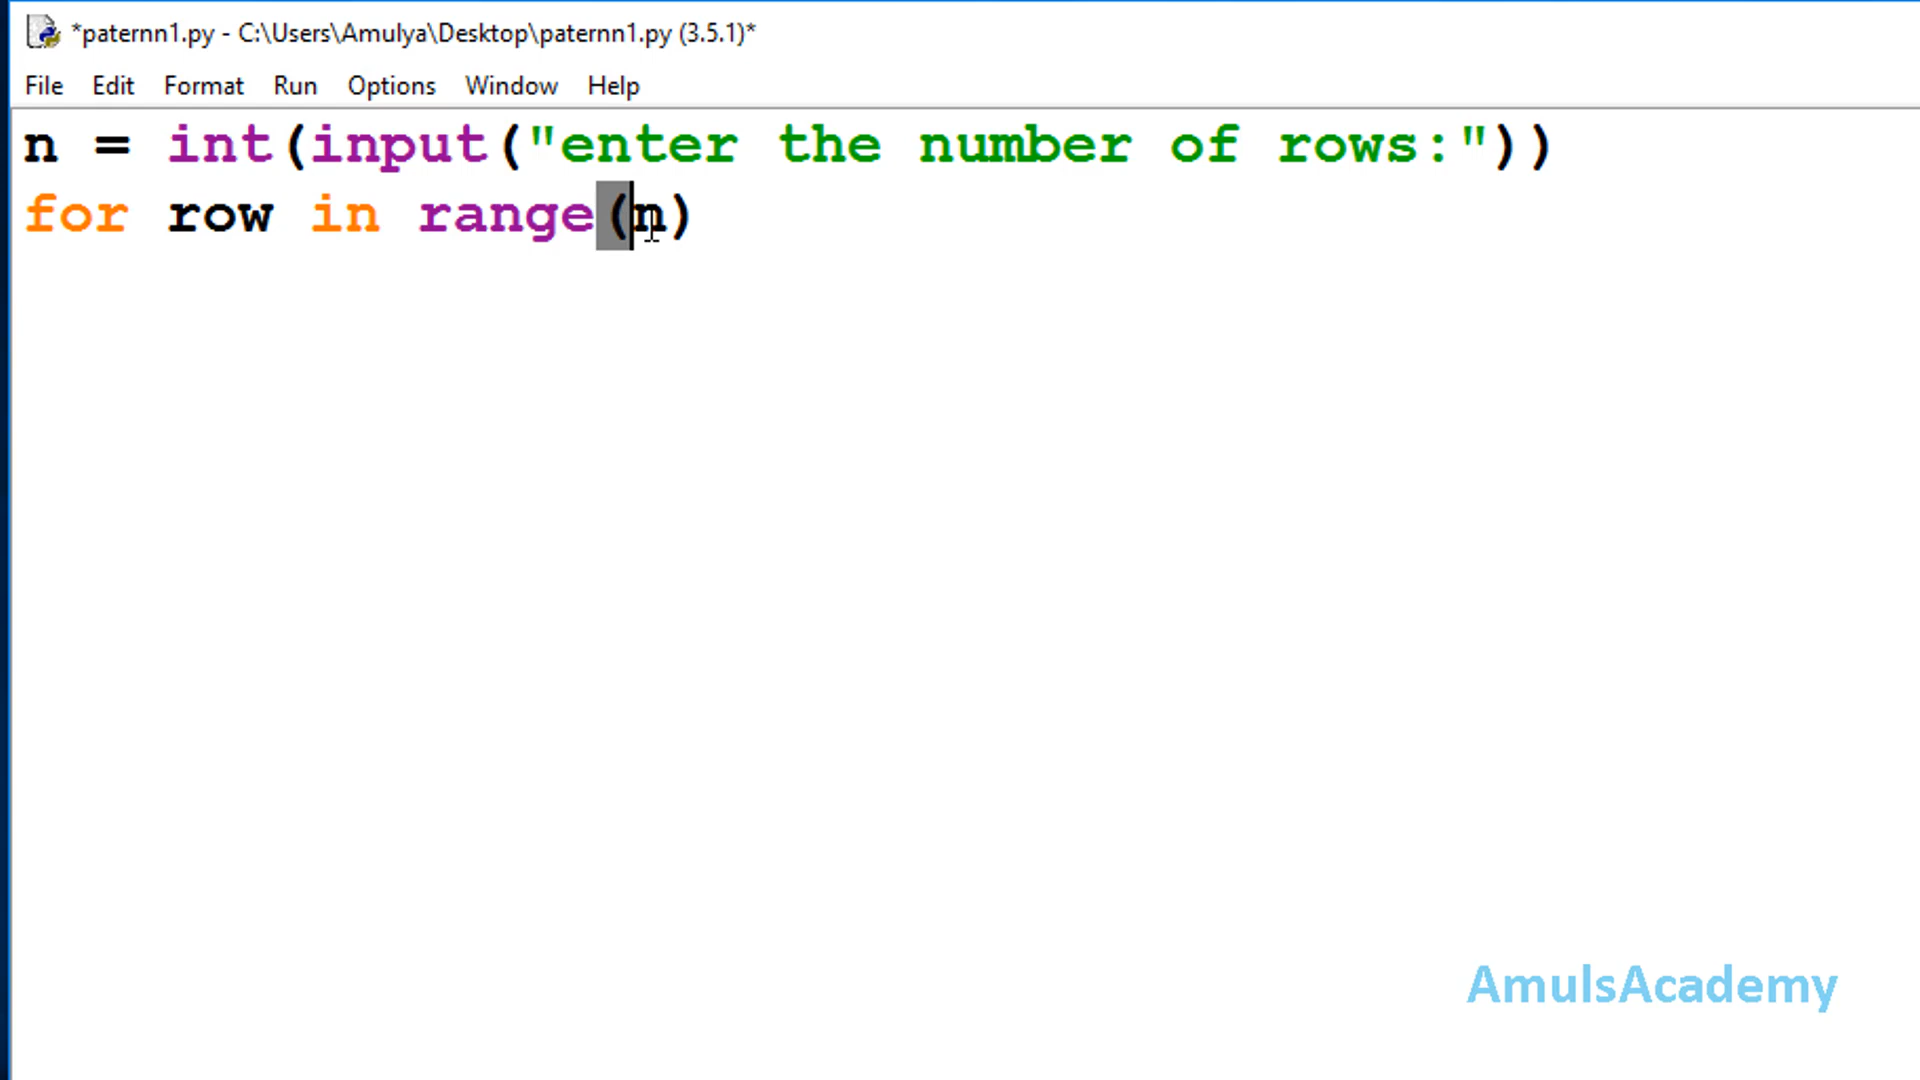 *paternn1.py - C:\Users\Amulya\Desktop\paternn1.py (3.5.1)*
File Edit Format Run Options Window Help
n = int(input("enter the number of rows:"))
for row in range(n)
AmulsAcademy